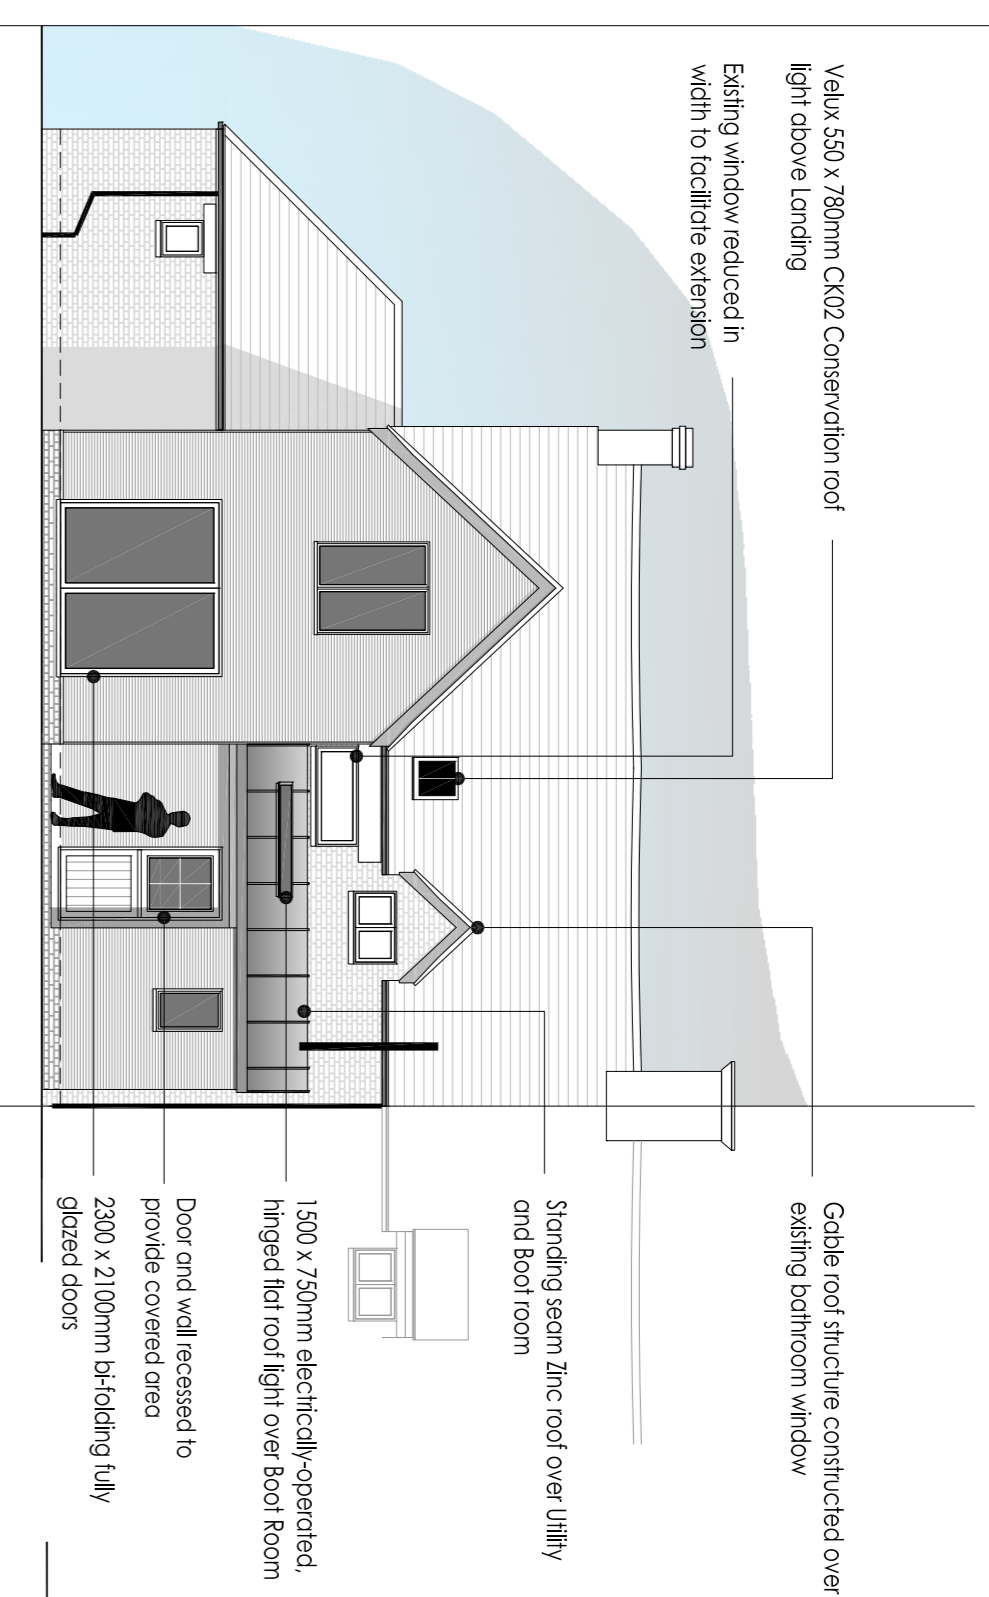 Velux 550 x 780mm CK02 Conservation roof
light above Landing
Existing window reduced in
width to facilitate extension
Gable roof structure constructed over
existing bathroom window
Standing seam Zinc roof over Utility
and Boot room
1500 x 750mm electrically-operated,
hinged flat roof light over Boot Room
Door and wall recessed to
provide covered area
2300 x 2100mm bi-folding fully
glazed doors